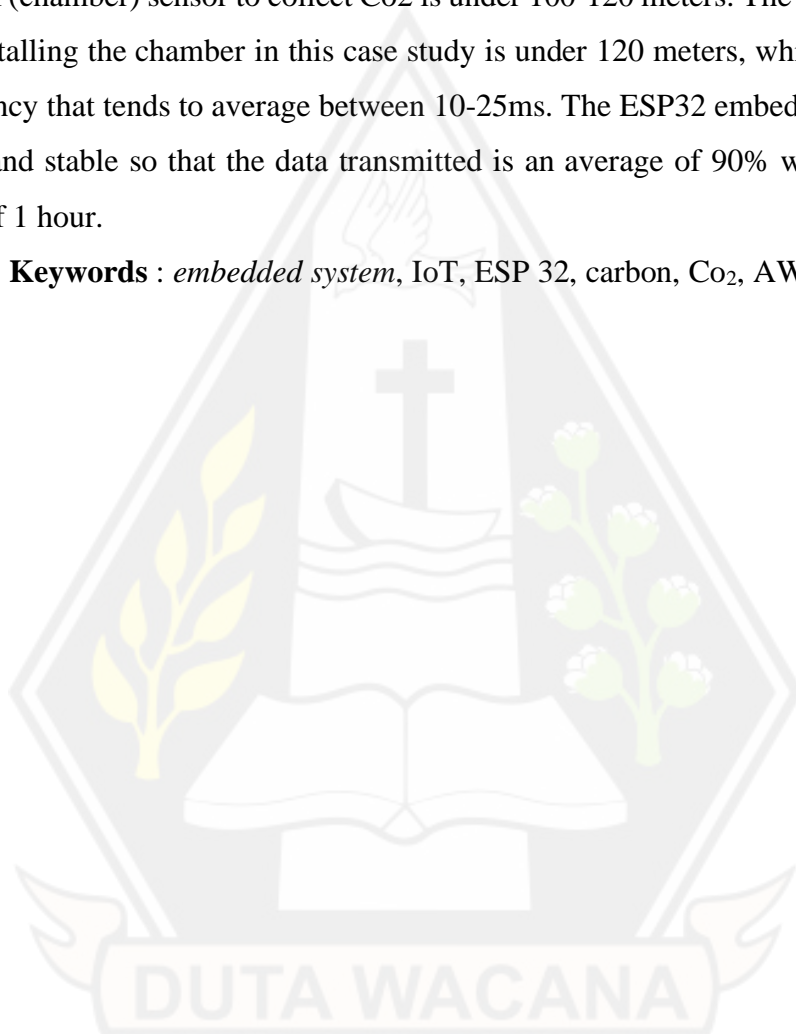 (chamber) sensor to collect Co2 is under 100-120 meters. The
talling the chamber in this case study is under 120 meters, whi
ncy that tends to average between 10-25ms. The ESP32 embed
and stable so that the data transmitted is an average of 90% w
f 1 hour.
Keywords : embedded system, IoT, ESP 32, carbon, Co₂, AW
DUTA WACANA